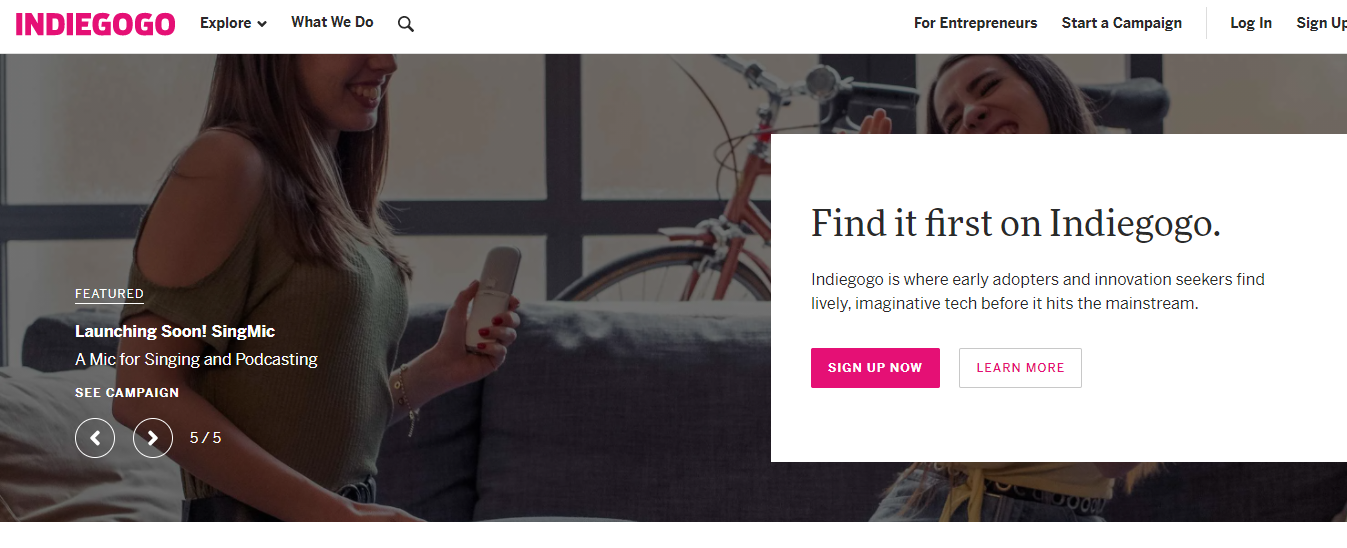 INDIEGOGO Explore What We Do For Entrepreneurs Start a Campaign Log In Sign Up
Find it first on Indiegogo.
Indiegogo is where early adopters and innovation seekers find
lively, imaginative tech before it hits the mainstream.
SIGN UP NOW LEARN MORE
FEATURED
Launching Soon! SingMic
A Mic for Singing and Podcasting
SEE CAMPAIGN
5 / 5